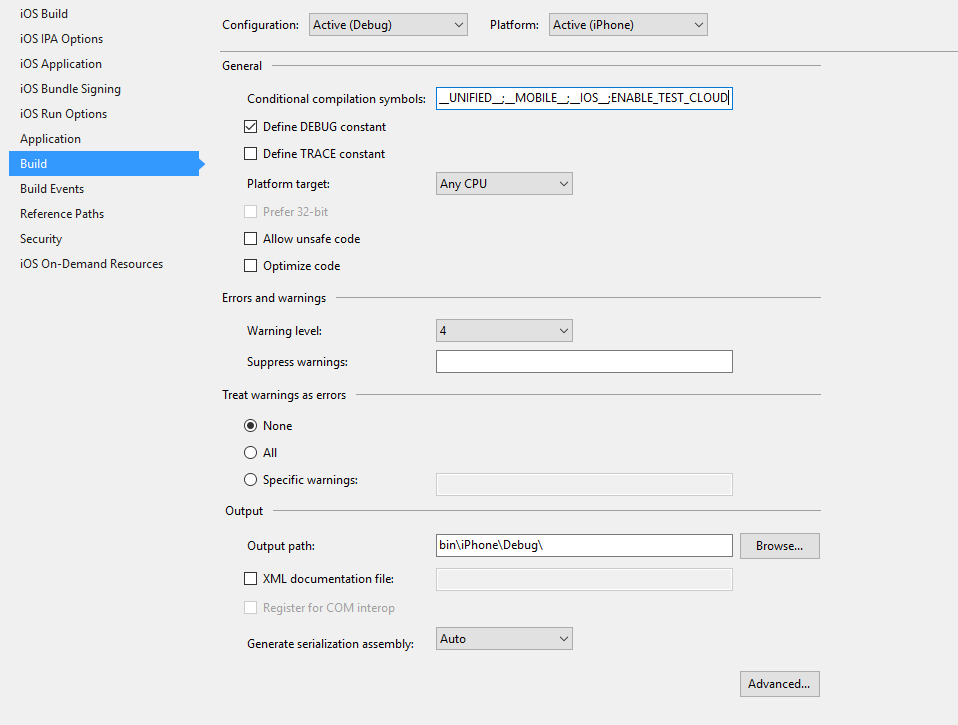 iOS Build
iOS IPA Options
iOS Application
iOS Bundle Signing
iOS Run Options
Application
Build
Build Events
Reference Paths
Security
iOS On-Demand Resources
Configuration: Active (Debug) Platform: Active (iPhone)
General
Conditional compilation symbols: __UNIFIED__;__MOBILE__;__IOS__;ENABLE_TEST_CLOUD
Define DEBUG constant
Define TRACE constant
Platform target: Any CPU
Prefer 32-bit
Allow unsafe code
Optimize code
Errors and warnings
Warning level: 4
Suppress warnings:
Treat warnings as errors
None
All
Specific warnings:
Output
Output path: bin\iPhone\Debug\ Browse...
XML documentation file:
Register for COM interop
Generate serialization assembly: Auto
Advanced...